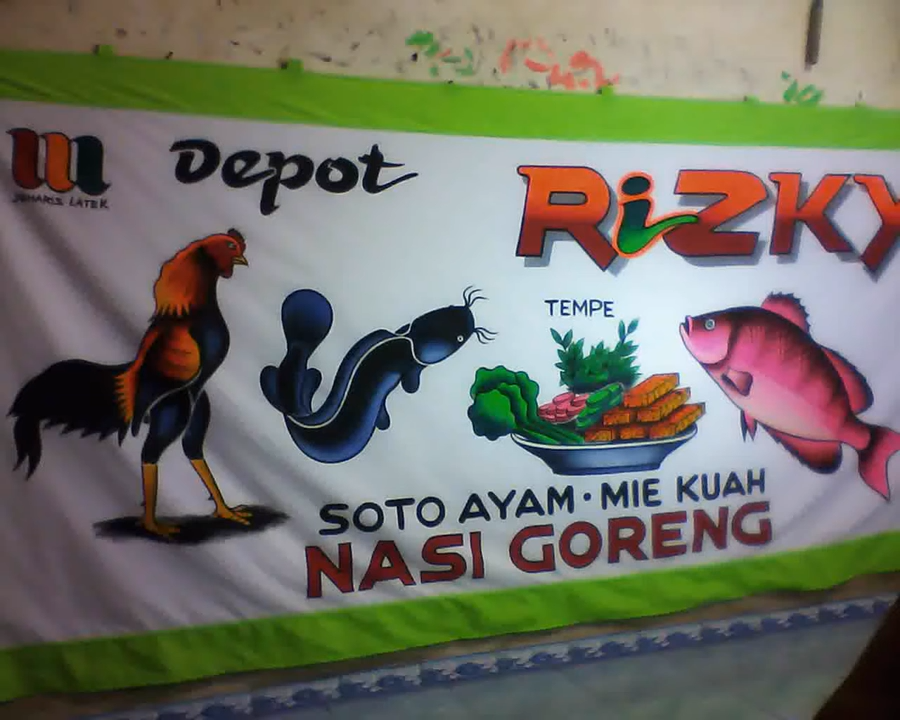 Depot
RiZKY
TEMPE
SOTO AYAM · MIE KUAH
NASI GORENG